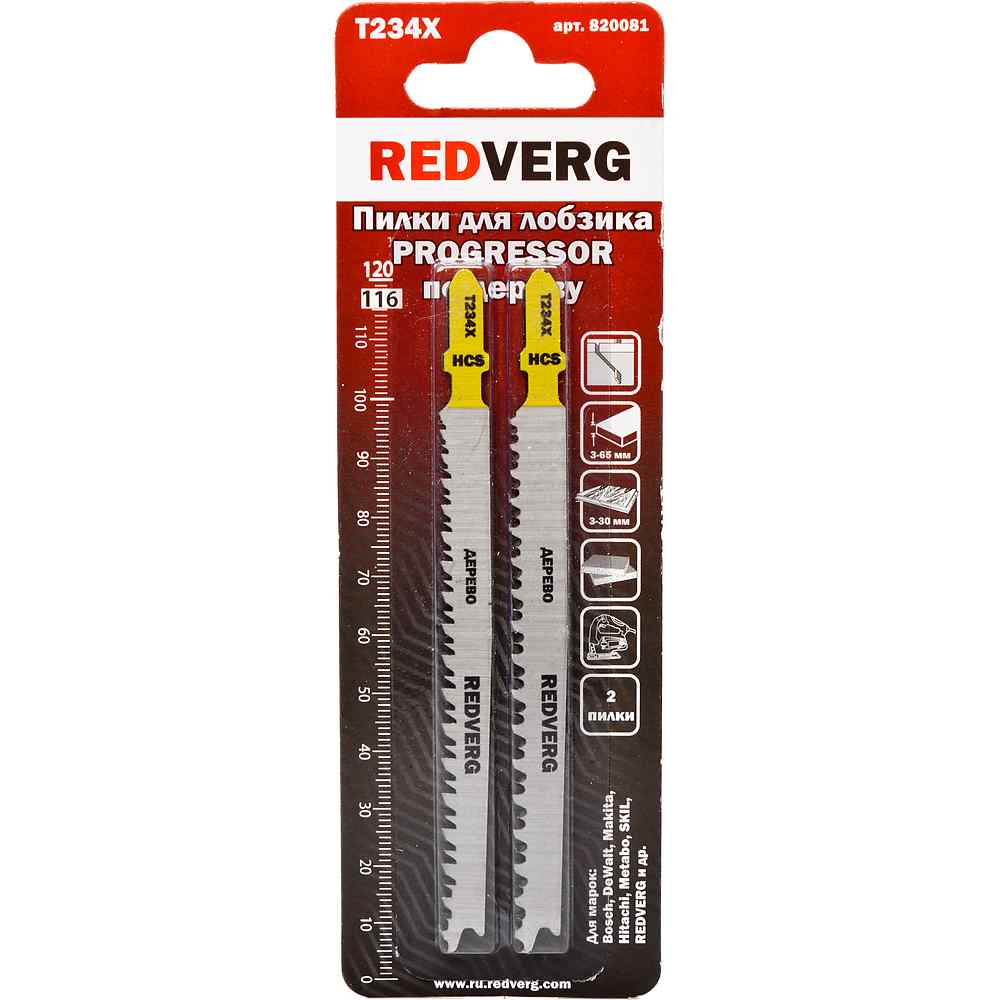 T234X
арт. 820081
REDVERG
Пилки для лобзика
PROGRESSOR
по дереву
120
116
110
100
90
80
70
60
50
40
30
20
10
0
T234X
HCS
ДЕРЕВО
REDVERG
T234X
HCS
ДЕРЕВО
REDVERG
3-65 мм
3-30 мм
2
ПИЛКИ
Для марок:
Bosch, DeWalt, Makita,
Hitachi, Metabo, SKIL,
REDVERG и др.
www.ru.redverg.com